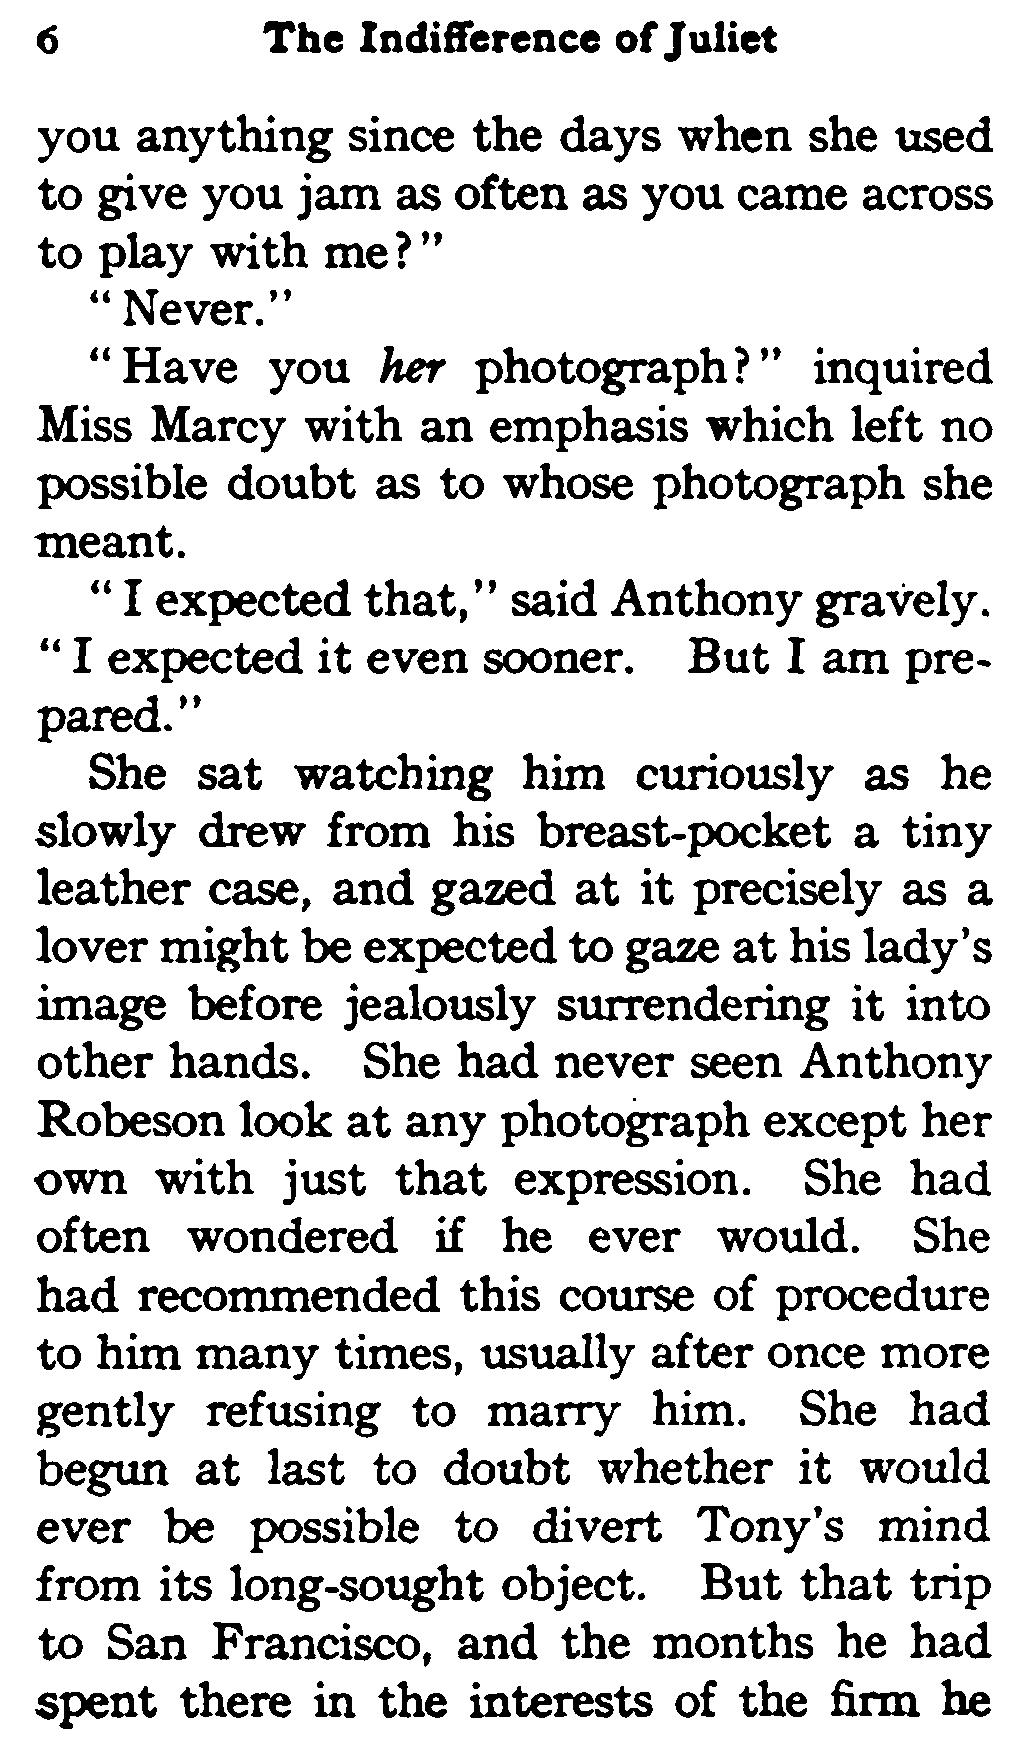 6 The Indifference of Juliet
you anything since the days when she used
to give you jam as often as you came across
to play with me?"
"Never."
"Have you her photograph?" inquired
Miss Marcy with an emphasis which left no
possible doubt as to whose photograph she
meant.
"I expected that," said Anthony gravely.
"I expected it even sooner. But I am pre-
pared."
She sat watching him curiously as he
slowly drew from his breast-pocket a tiny
leather case, and gazed at it precisely as a
lover might be expected to gaze at his lady's
image before jealously surrendering it into
other hands. She had never seen Anthony
Robeson look at any photograph except her
own with just that expression. She had
often wondered if he ever would. She
had recommended this course of procedure
to him many times, usually after once more
gently refusing to marry him. She had
begun at last to doubt whether it would
ever be possible to divert Tony's mind
from its long-sought object. But that trip
to San Francisco, and the months he had
spent there in the interests of the firm he